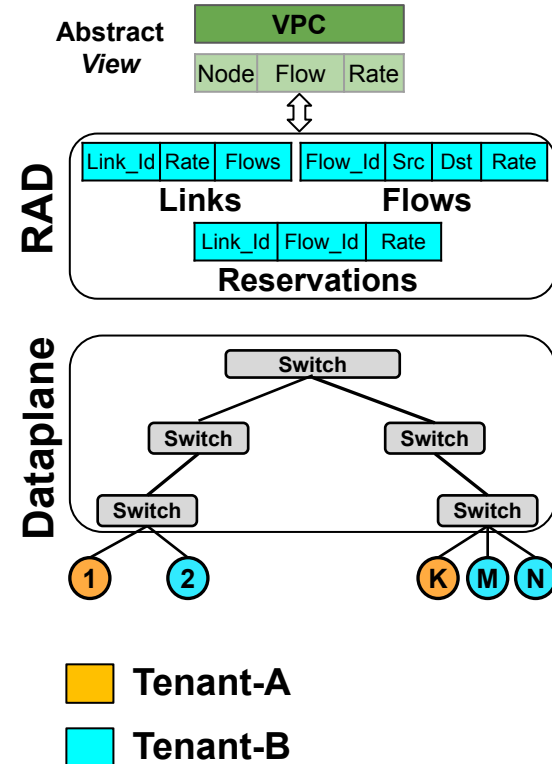 Abstract
View
VPC
Node Flow Rate
RAD
Link_Id Rate Flows Flow_Id Src Dst Rate
Links Flows
Link_Id Flow_Id Rate
Reservations
Dataplane
Switch
Switch Switch
Switch Switch
1 2 K M N
Tenant-A
Tenant-B